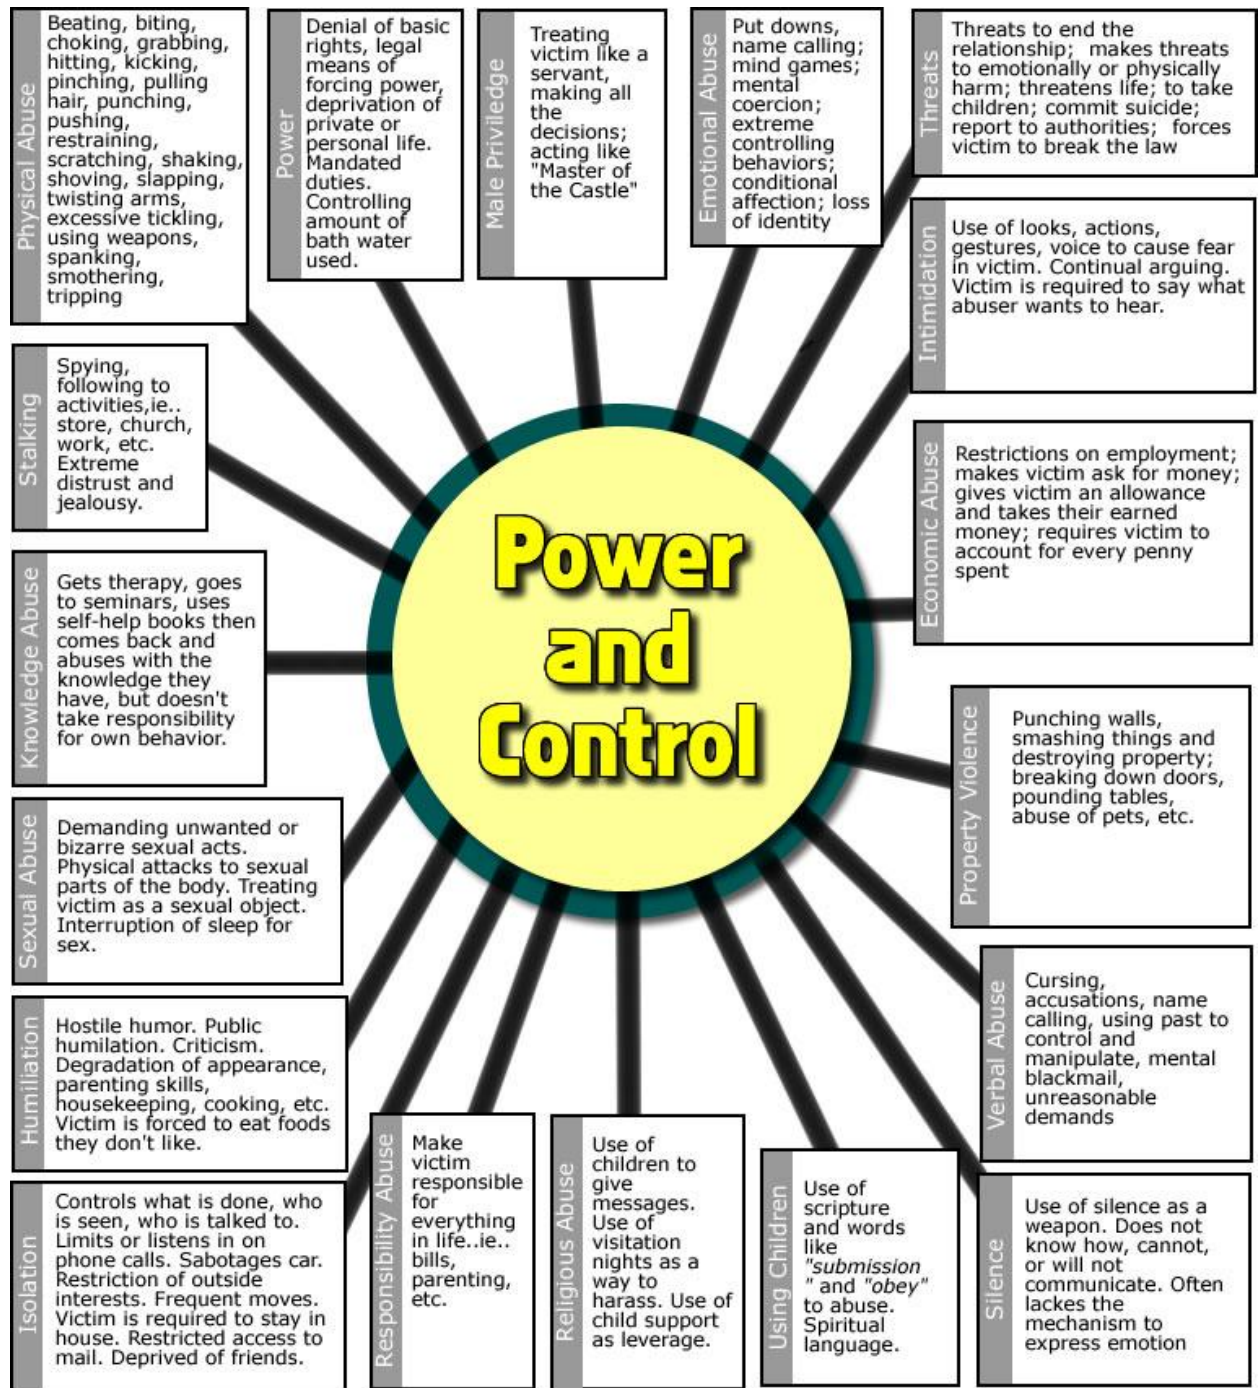 Physical Abuse
Beating, biting,
choking, grabbing,
hitting, kicking,
pinching, pulling
hair, punching,
pushing,
restraining,
scratching, shaking,
shoving, slapping,
twisting arms,
excessive tickling,
using weapons,
spanking,
smothering,
tripping
Power
Denial of basic
rights, legal
means of
forcing power,
deprivation of
private or
personal life.
Mandated
duties.
Controlling
amount of
bath water
used.
Male Priviledge
Treating
victim like a
servant,
making all
the
decisions;
acting like
"Master of
the Castle"
Emotional Abuse
Put downs,
name calling;
mind games;
mental
coercion;
extreme
controlling
behaviors;
conditional
affection; loss
of identity
Threats
Threats to end the
relationship; makes threats
to emotionally or physically
harm; threatens life; to take
children; commit suicide;
report to authorities; forces
victim to break the law
Intimidation
Use of looks, actions,
gestures, voice to cause fear
in victim. Continual arguing.
Victim is required to say what
abuser wants to hear.
Stalking
Spying,
following to
activities,ie..
store, church,
work, etc.
Extreme
distrust and
jealousy.
Economic Abuse
Restrictions on employment;
makes victim ask for money;
gives victim an allowance
and takes their earned
money; requires victim to
account for every penny
spent
Power
and
Control
Knowledge Abuse
Gets therapy, goes
to seminars, uses
self-help books then
comes back and
abuses with the
knowledge they
have, but doesn't
take responsibility
for own behavior.
Property Violence
Punching walls,
smashing things and
destroying property;
breaking down doors,
pounding tables,
abuse of pets, etc.
Sexual Abuse
Demanding unwanted or
bizarre sexual acts.
Physical attacks to sexual
parts of the body. Treating
victim as a sexual object.
Interruption of sleep for
sex.
Verbal Abuse
Cursing,
accusations, name
calling, using past to
control and
manipulate, mental
blackmail,
unreasonable
demands
Humiliation
Hostile humor. Public
humilation. Criticism.
Degradation of appearance,
parenting skills,
housekeeping, cooking, etc.
Victim is forced to eat foods
they don't like.
Isolation
Controls what is done, who
is seen, who is talked to.
Limits or listens in on
phone calls. Sabotages car.
Restriction of outside
interests. Frequent moves.
Victim is required to stay in
house. Restricted access to
mail. Deprived of friends.
Responsibility Abuse
Make
victim
responsible
for
everything
in life..ie..
bills,
parenting,
etc.
Religious Abuse
Use of
children to
give
messages.
Use of
visitation
nights as a
way to
harass. Use of
child support
as leverage.
Using Children
Use of
scripture
and words
like
"submission
" and "obey"
to abuse.
Spiritual
language.
Silence
Use of silence as a
weapon. Does not
know how, cannot,
or will not
communicate. Often
lackes the
mechanism to
express emotion